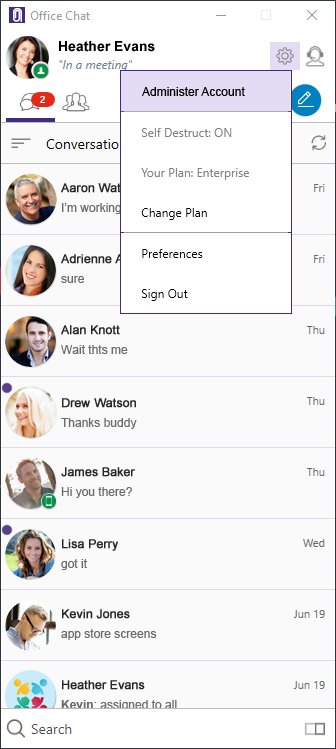 Office Chat
Heather Evans
"In a meeting"
2
Administer Account
Self Destruct: ON
Your Plan: Enterprise
Change Plan
Preferences
Sign Out
Conversatio
Aaron Wat
Fri
I'm working
Adrienne A
Fri
sure
Alan Knott
Thu
Wait thts me
Drew Watson
Thu
Thanks buddy
James Baker
Thu
Hi you there?
Lisa Perry
Wed
got it
Kevin Jones
Jun 19
app store screens
Heather Evans
Jun 19
Kevin: assigned to all
Search